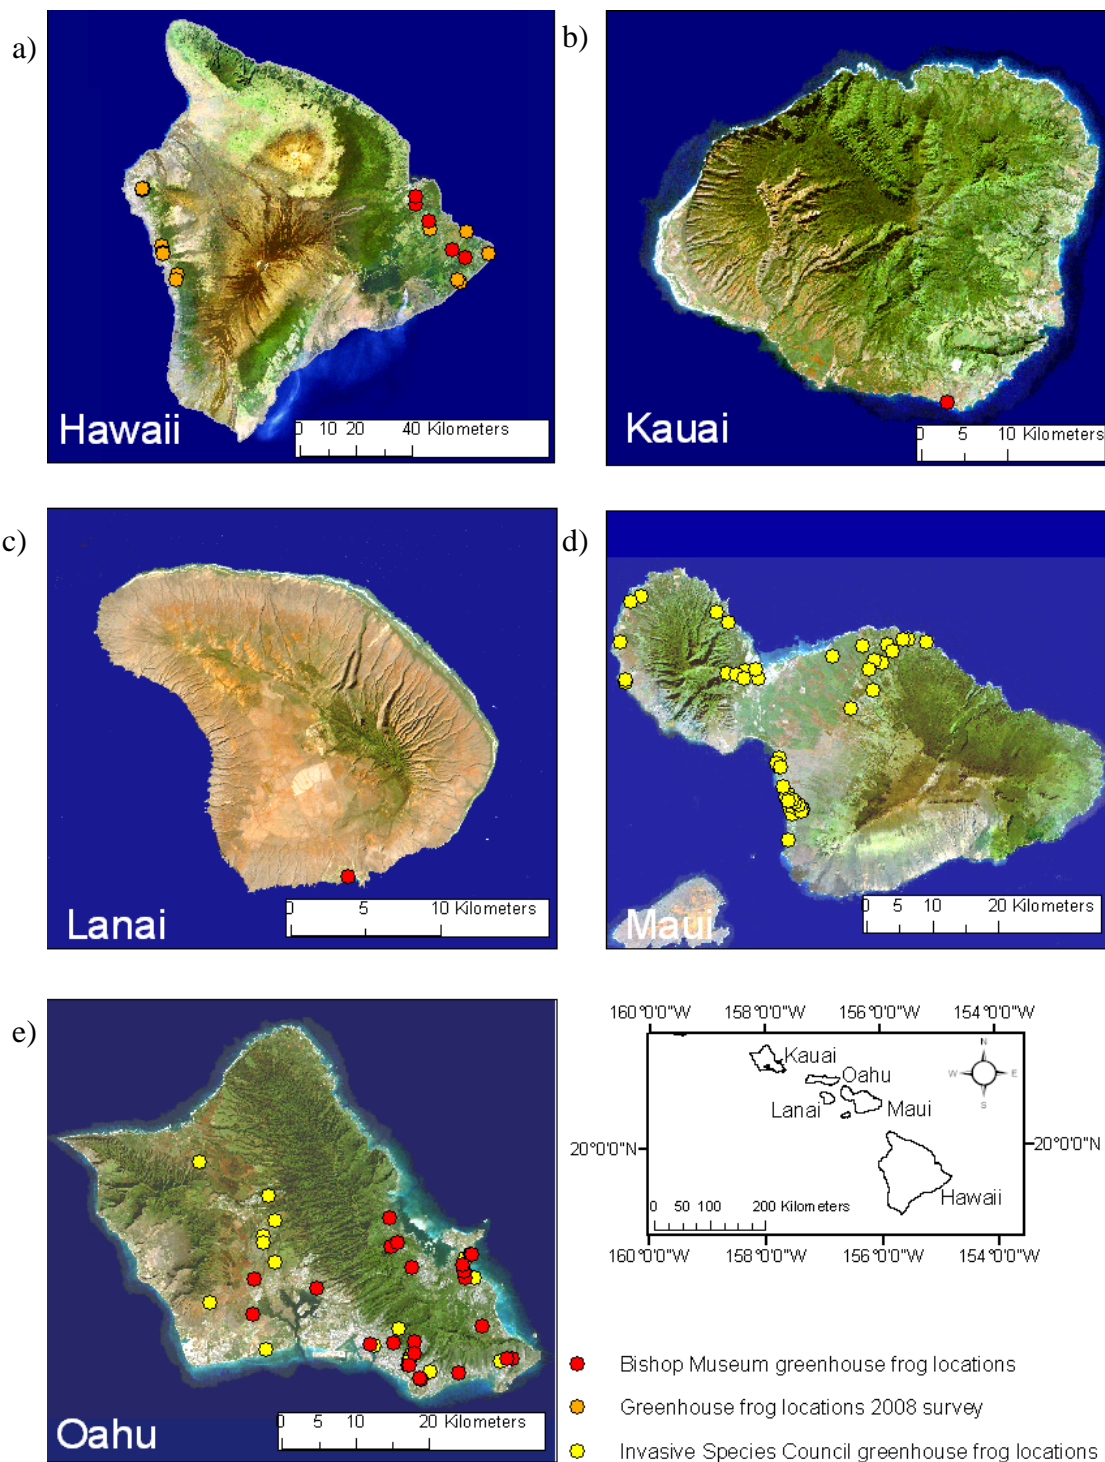 a)
Hawaii
0 10 20 40 Kilometers
b)
Kauai
0 5 10 Kilometers
c)
Lanai
0 5 10 Kilometers
d)
Maui
0 5 10 20 Kilometers
e)
Oahu
0 5 10 20 Kilometers
160°0'0"W 158°0'0"W 156°0'0"W 154°0'0"W
Kauai
Oahu
Lanai
Maui
Hawaii
N
W E
S
20°0'0"N 20°0'0"N
0 50 100 200 Kilometers
160°0'0"W 158°0'0"W 156°0'0"W 154°0'0"W
Bishop Museum greenhouse frog locations
Greenhouse frog locations 2008 survey
Invasive Species Council greenhouse frog locations